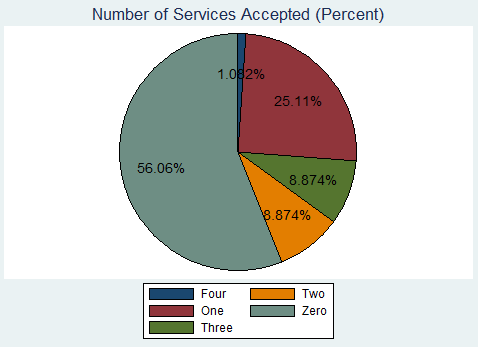 Number of Services Accepted (Percent)
1.082%
25.11%
56.06%
8.874%
8.874%
Four Two
One Zero
Three